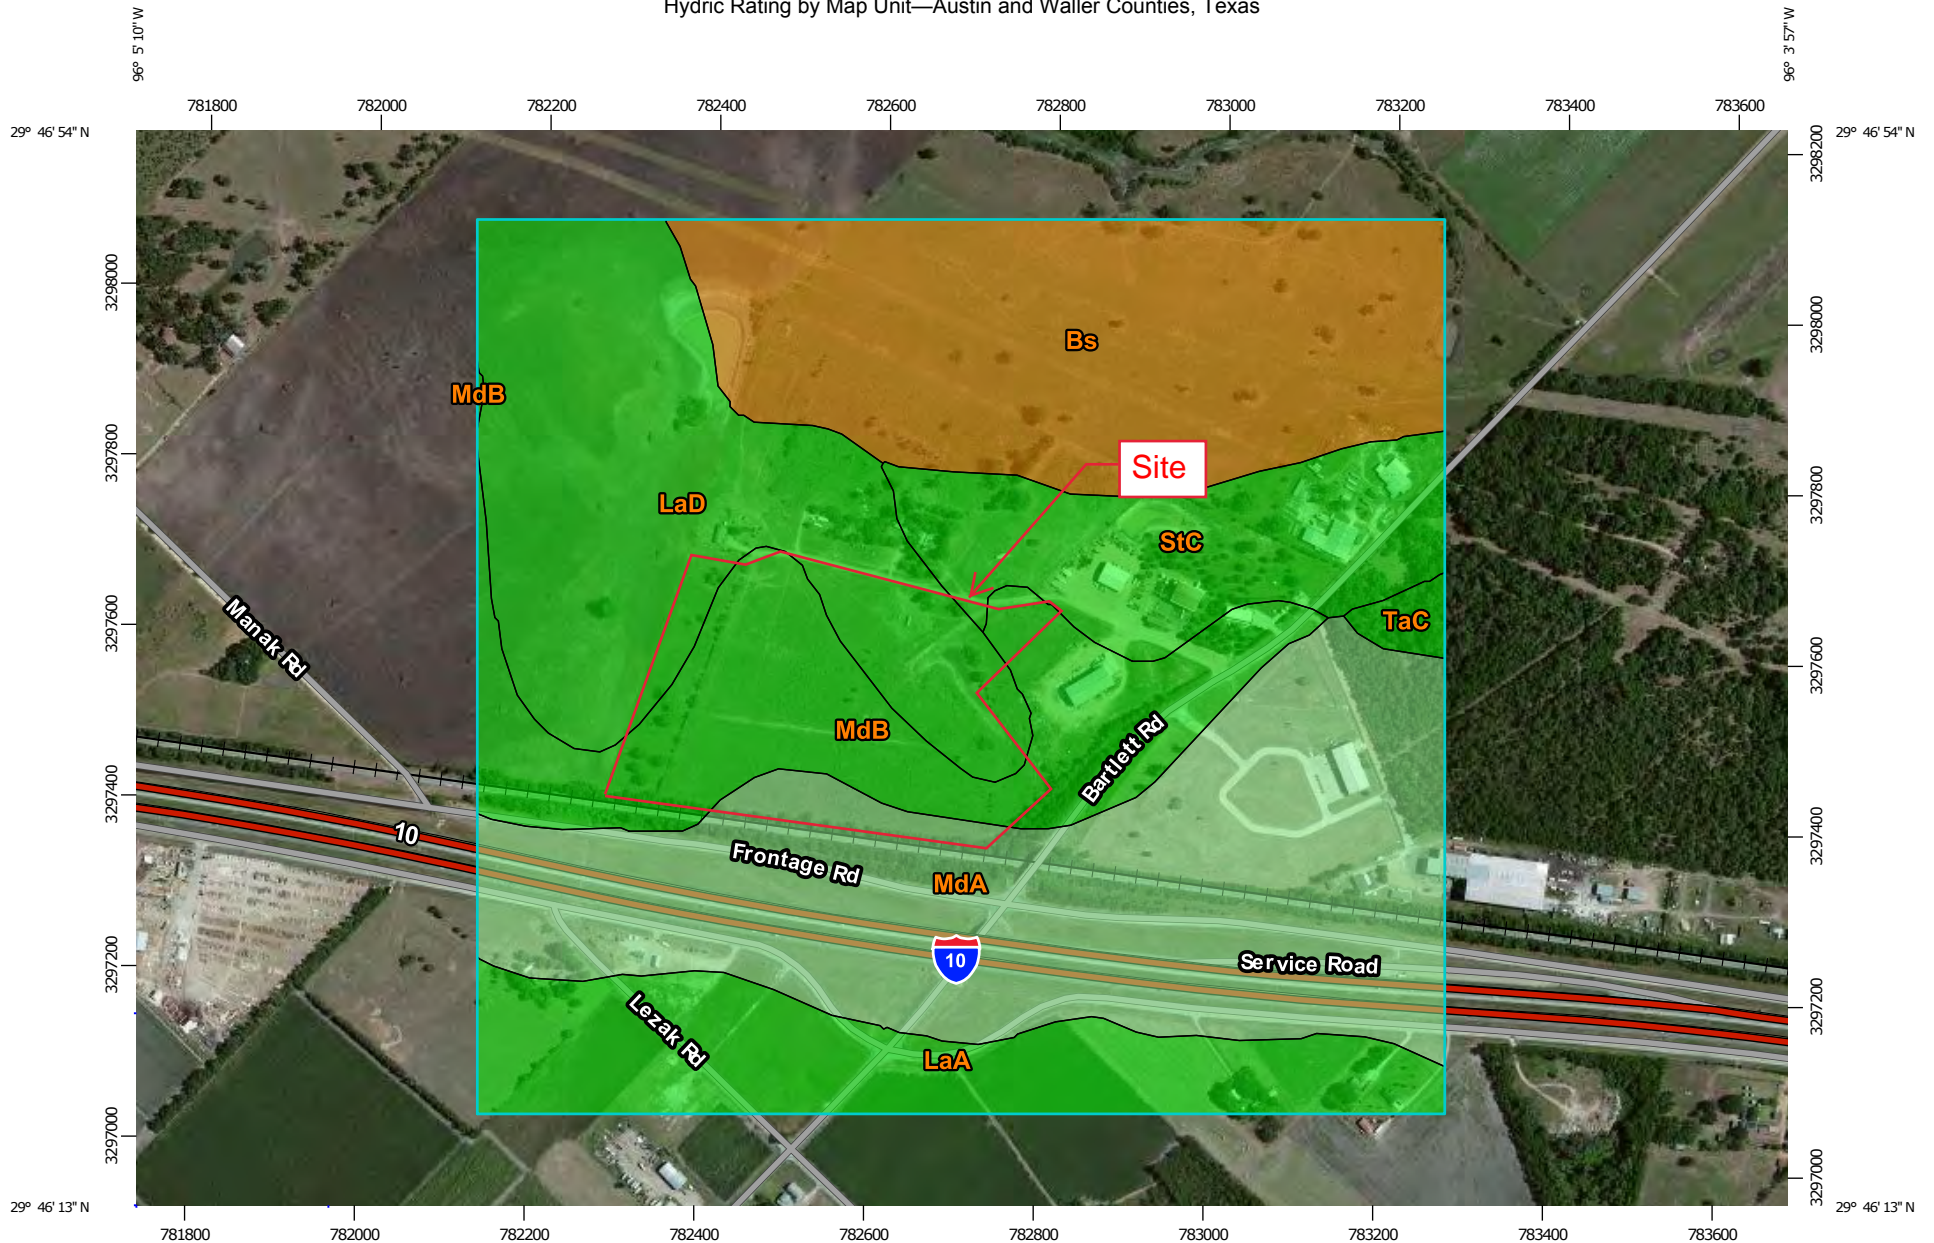 Hydric Rating by Map Unit—Austin and Waller Counties, Texas
96° 5' 10" W
96° 3' 57" W
781800 782000 782200 782400 782600 782800 783000 783200 783400 783600
29° 46' 54" N
29° 46' 54" N
3298200
3298000
3298000
Bs
MdB
3297800
3297800
Site
LaD
StC
3297600
3297600
TaC
Manak Rd
MdB
Bartlett Rd
3297400
3297400
10
Frontage Rd
MdA
10
Service Road
3297200
3297200
Lezak Rd
LaA
3297000
3297000
29° 46' 13" N
29° 46' 13" N
781800 782000 782200 782400 782600 782800 783000 783200 783400 783600